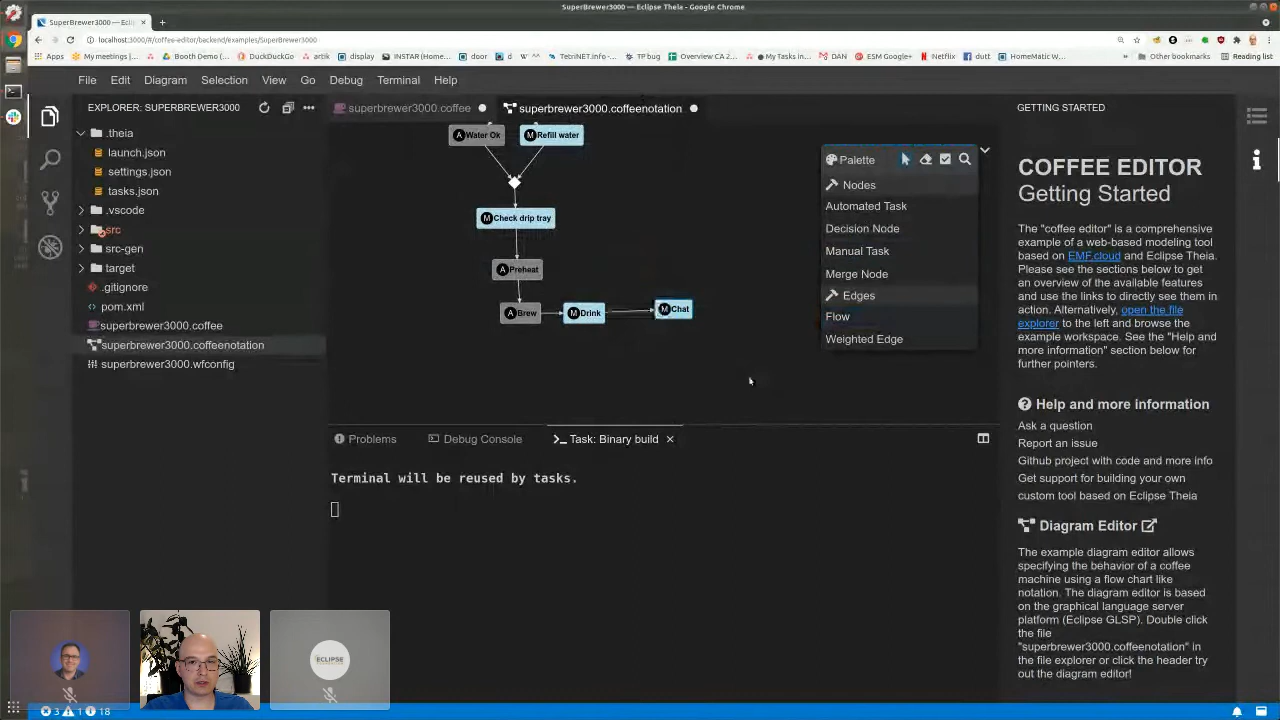 SuperBrewer3000 — Eclipse Theia - Google Chrome
SuperBrewer3000 — Ecli
localhost:3000/#/coffee-editor/backend/examples/SuperBrewer3000
Apps
My meetings |
Booth Demo (
DuckDuckGo
artik
display
INSTAR (Home
door
d
W ^^
TetriNET.info
TP bug
Overview CA 2
My Tasks in
DAN
ESM Google+
Netflix
dutt
HomeMatic W
Other bookmarks
Reading list
File Edit Diagram Selection View Go Debug Terminal Help
EXPLORER: SUPERBREWER3000
.theia
launch.json
settings.json
tasks.json
.vscode
src
src-gen
target
.gitignore
pom.xml
superbrewer3000.coffee
superbrewer3000.coffeenotation
superbrewer3000.wfconfig
superbrewer3000.coffee
superbrewer3000.coffeenotation
A Water Ok
M Refill water
M Check drip tray
A Preheat
A Brew
M Drink
M Chat
Palette
Nodes
Automated Task
Decision Node
Manual Task
Merge Node
Edges
Flow
Weighted Edge
Problems
Debug Console
Task: Binary build
Terminal will be reused by tasks.
GETTING STARTED
COFFEE EDITOR
Getting Started
The "coffee editor" is a comprehensive
example of a web-based modeling tool
based on EMF.cloud and Eclipse Theia.
Please see the sections below to get
an overview of the available features
and use the links to directly see them in
action. Alternatively, open the file
explorer to the left and browse the
example workspace. See the "Help and
more information" section below for
further pointers.
Help and more information
Ask a question
Report an issue
Github project with code and more info
Get support for building your own
custom tool based on Eclipse Theia
Diagram Editor
The example diagram editor allows
specifying the behavior of a coffee
machine using a flow chart like
notation. The diagram editor is based
on the graphical language server
platform (Eclipse GLSP). Double click
the file
"superbrewer3000.coffeenotation" in
the file explorer or click the header try
out the diagram editor!
ECLIPSE
3 1 18